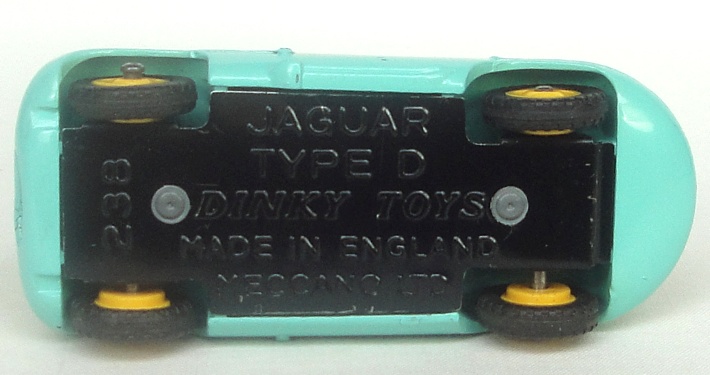 JAGUAR
TYPE D
DINKY TOYS
MADE IN ENGLAND
MECCANO LTD
238